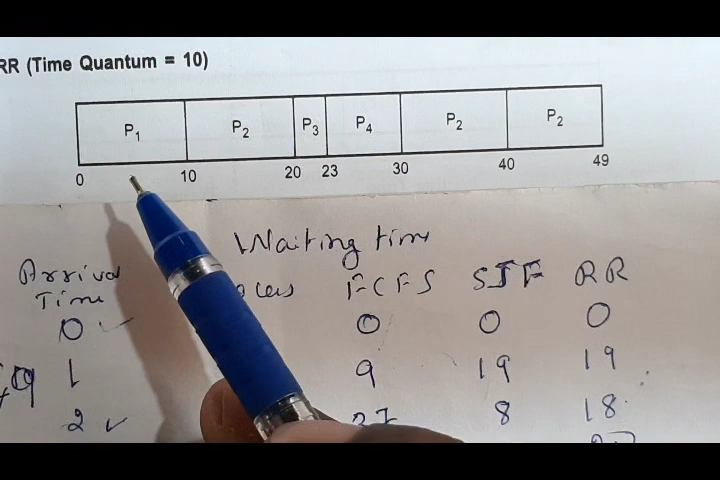 RR (Time Quantum = 10)
P1 P2 P3 P4 P2 P2
0 10 20 23 30 40 49
Waiting time
Arrival
Time
FCFS SJF RR
0 0 0 0
1 9 19 19
2 37 8 18